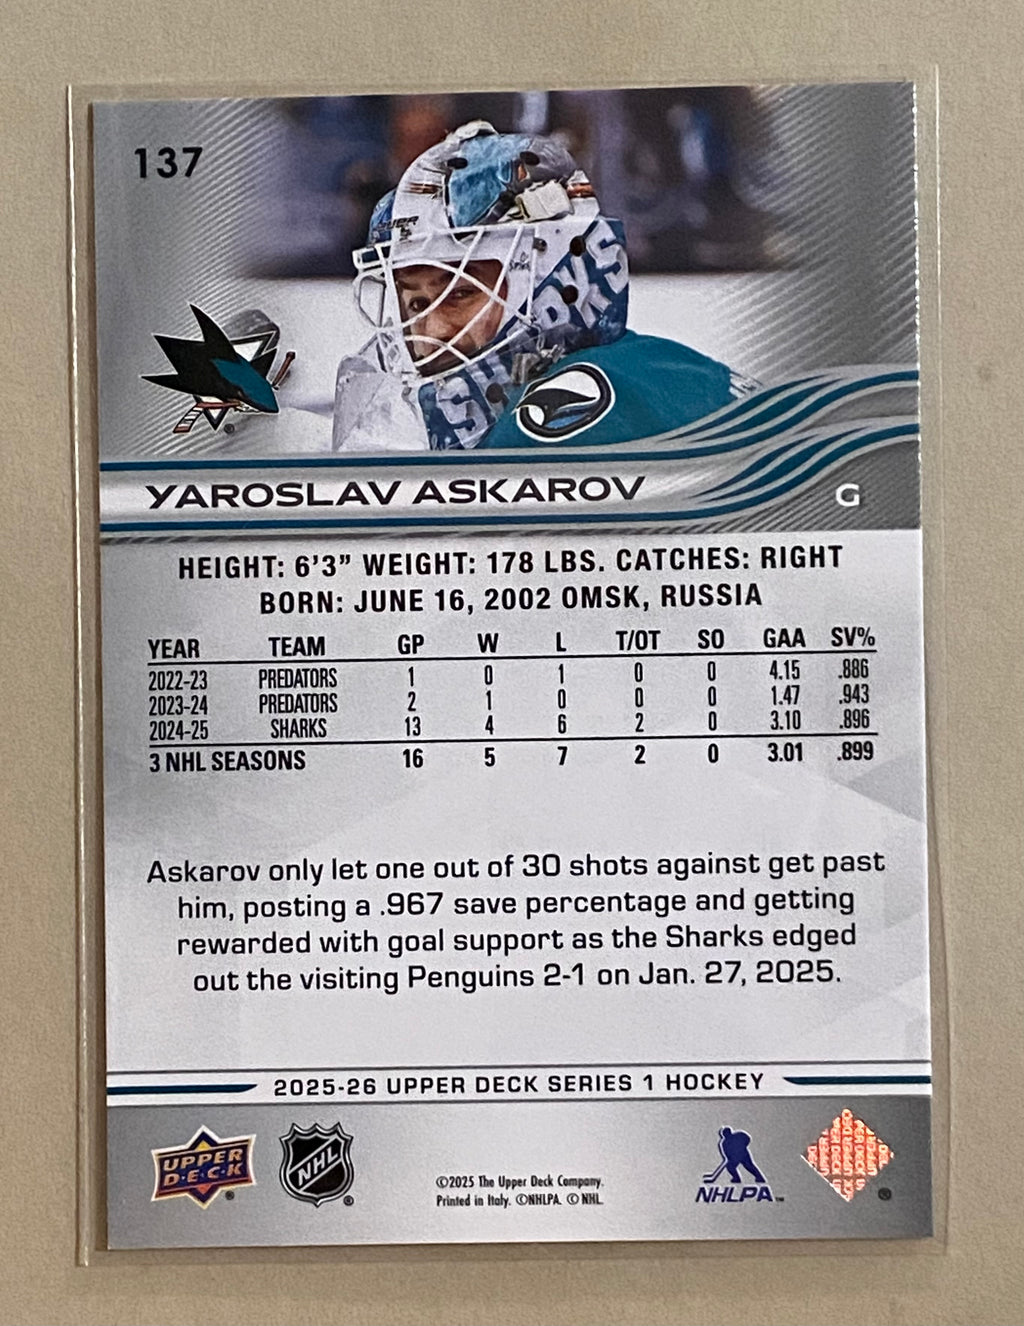 137
SHARKS
YAROSLAV ASKAROV
G
HEIGHT: 6'3" WEIGHT: 178 LBS. CATCHES: RIGHT
BORN: JUNE 16, 2002 OMSK, RUSSIA
YEAR TEAM GP W L T/OT SO GAA SV%
2022-23 PREDATORS 1 0 1 0 0 4.15 .886
2023-24 PREDATORS 2 1 0 0 0 1.47 .943
2024-25 SHARKS 13 4 6 2 0 3.10 .896
3 NHL SEASONS 16 5 7 2 0 3.01 .899
Askarov only let one out of 30 shots against get past
him, posting a .967 save percentage and getting
rewarded with goal support as the Sharks edged
out the visiting Penguins 2-1 on Jan. 27, 2025.
2025-26 UPPER DECK SERIES 1 HOCKEY
UPPER
D·E·C·K
®
NHL
®
©2025 The Upper Deck Company.
Printed in Italy. ©NHLPA. © NHL.
NHLPA™
UPPER DECK
®